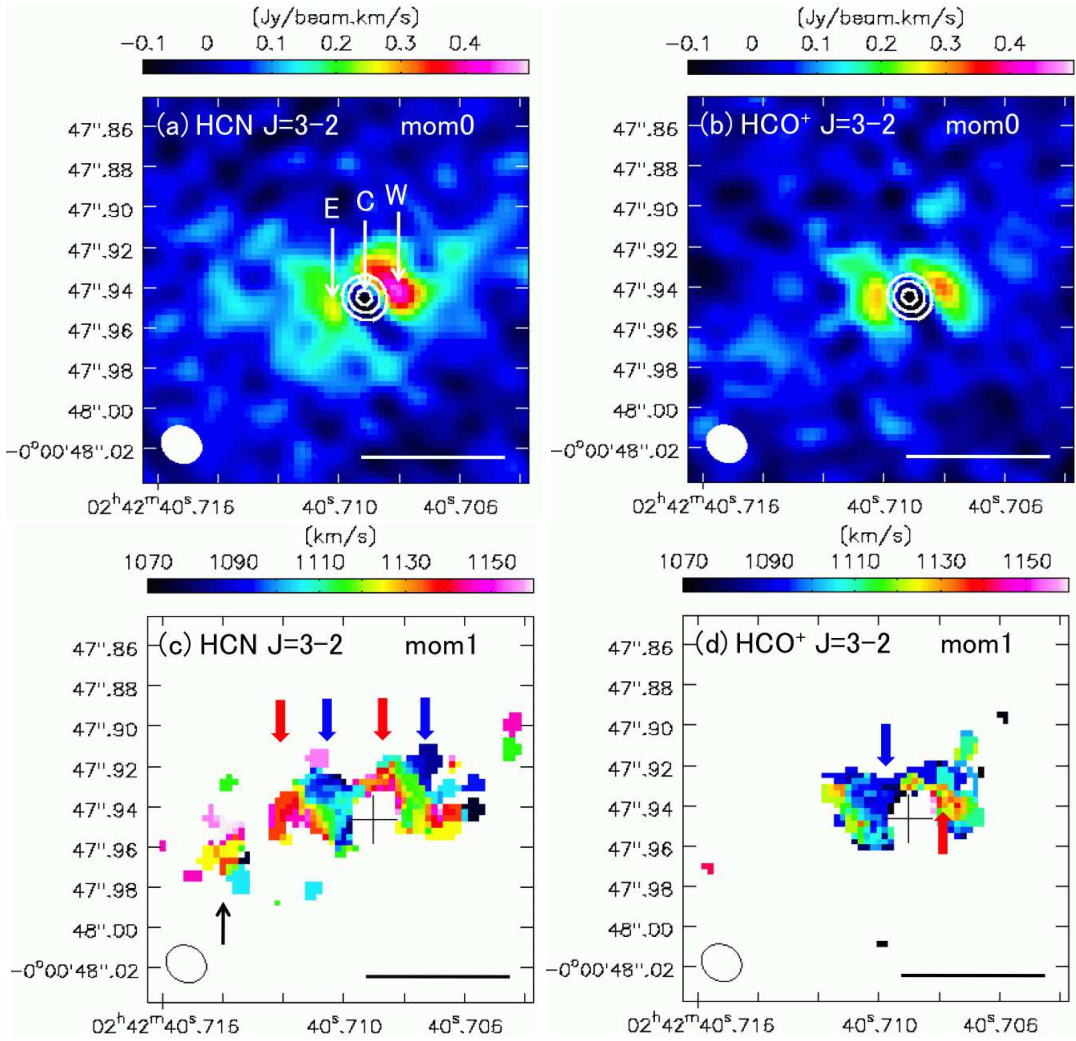 (Jy/beam.km/s)
−0.1 0 0.1 0.2 0.3 0.4
(a) HCN J=3-2 mom0
E C W
47".86
47".88
47".90
47".92
47".94
47".96
47".98
48".00
−0°00'48".02
02ʰ42ᵐ40ˢ.716 40ˢ.710 40ˢ.706
(Jy/beam.km/s)
−0.1 0 0.1 0.2 0.3 0.4
(b) HCO⁺ J=3-2 mom0
47".86
47".88
47".90
47".92
47".94
47".96
47".98
48".00
−0°00'48".02
02ʰ42ᵐ40ˢ.716 40ˢ.710 40ˢ.706
(km/s)
1070 1090 1110 1130 1150
(c) HCN J=3-2 mom1
47".86
47".88
47".90
47".92
47".94
47".96
47".98
48".00
−0°00'48".02
02ʰ42ᵐ40ˢ.716 40ˢ.710 40ˢ.706
(km/s)
1070 1090 1110 1130 1150
(d) HCO⁺ J=3-2 mom1
47".86
47".88
47".90
47".92
47".94
47".96
47".98
48".00
−0°00'48".02
02ʰ42ᵐ40ˢ.716 40ˢ.710 40ˢ.706